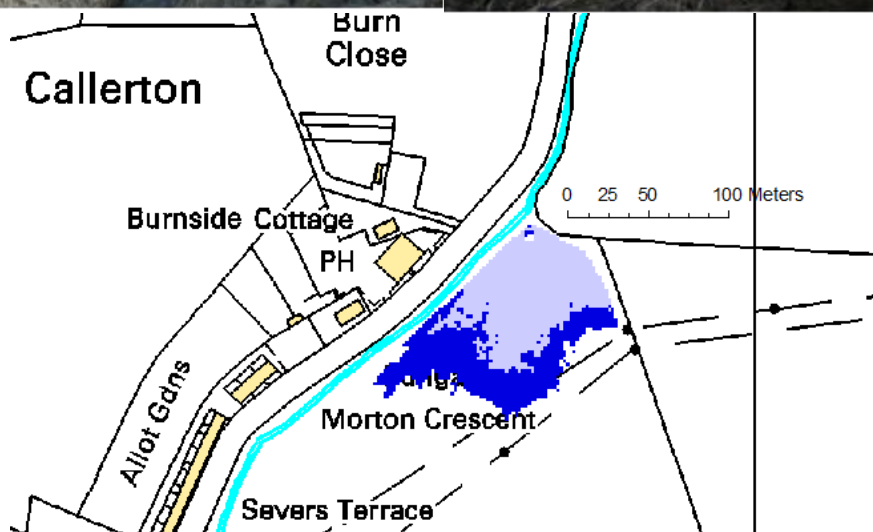 Burn
Close
Callerton
0 25 50 100 Meters
Burnside Cottage
PH
Allot Gdns
Morton Crescent
Severs Terrace